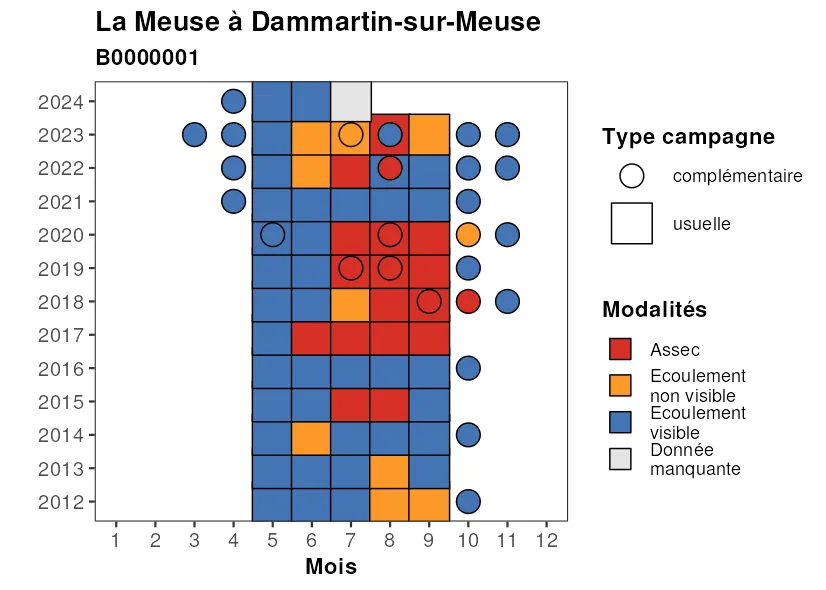 La Meuse à Dammartin-sur-Meuse
B0000001
2024
2023
2022
2021
2020
2019
2018
2017
2016
2015
2014
2013
2012
1 2 3 4 5 6 7 8 9 10 11 12
Mois
Type campagne
complémentaire
usuelle
Modalités
Assec
Ecoulement
non visible
Ecoulement
visible
Donnée
manquante